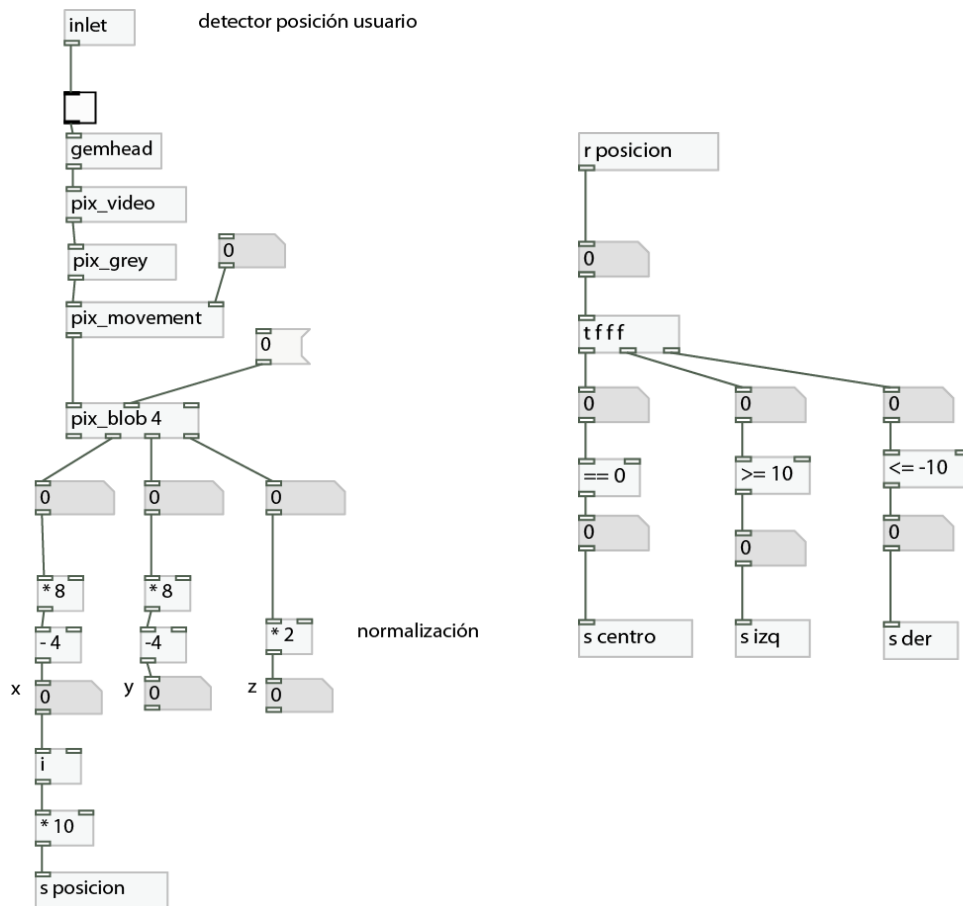 inlet
detector posición usuario
gemhead
pix_video
pix_grey
0
pix_movement
0
pix_blob 4
0
0
0
* 8
* 8
- 4
-4
* 2
normalización
x
0
y
0
z
0
i
* 10
s posicion
r posicion
0
t f f f
0
0
0
== 0
>= 10
<= -10
0
0
0
s centro
s izq
s der